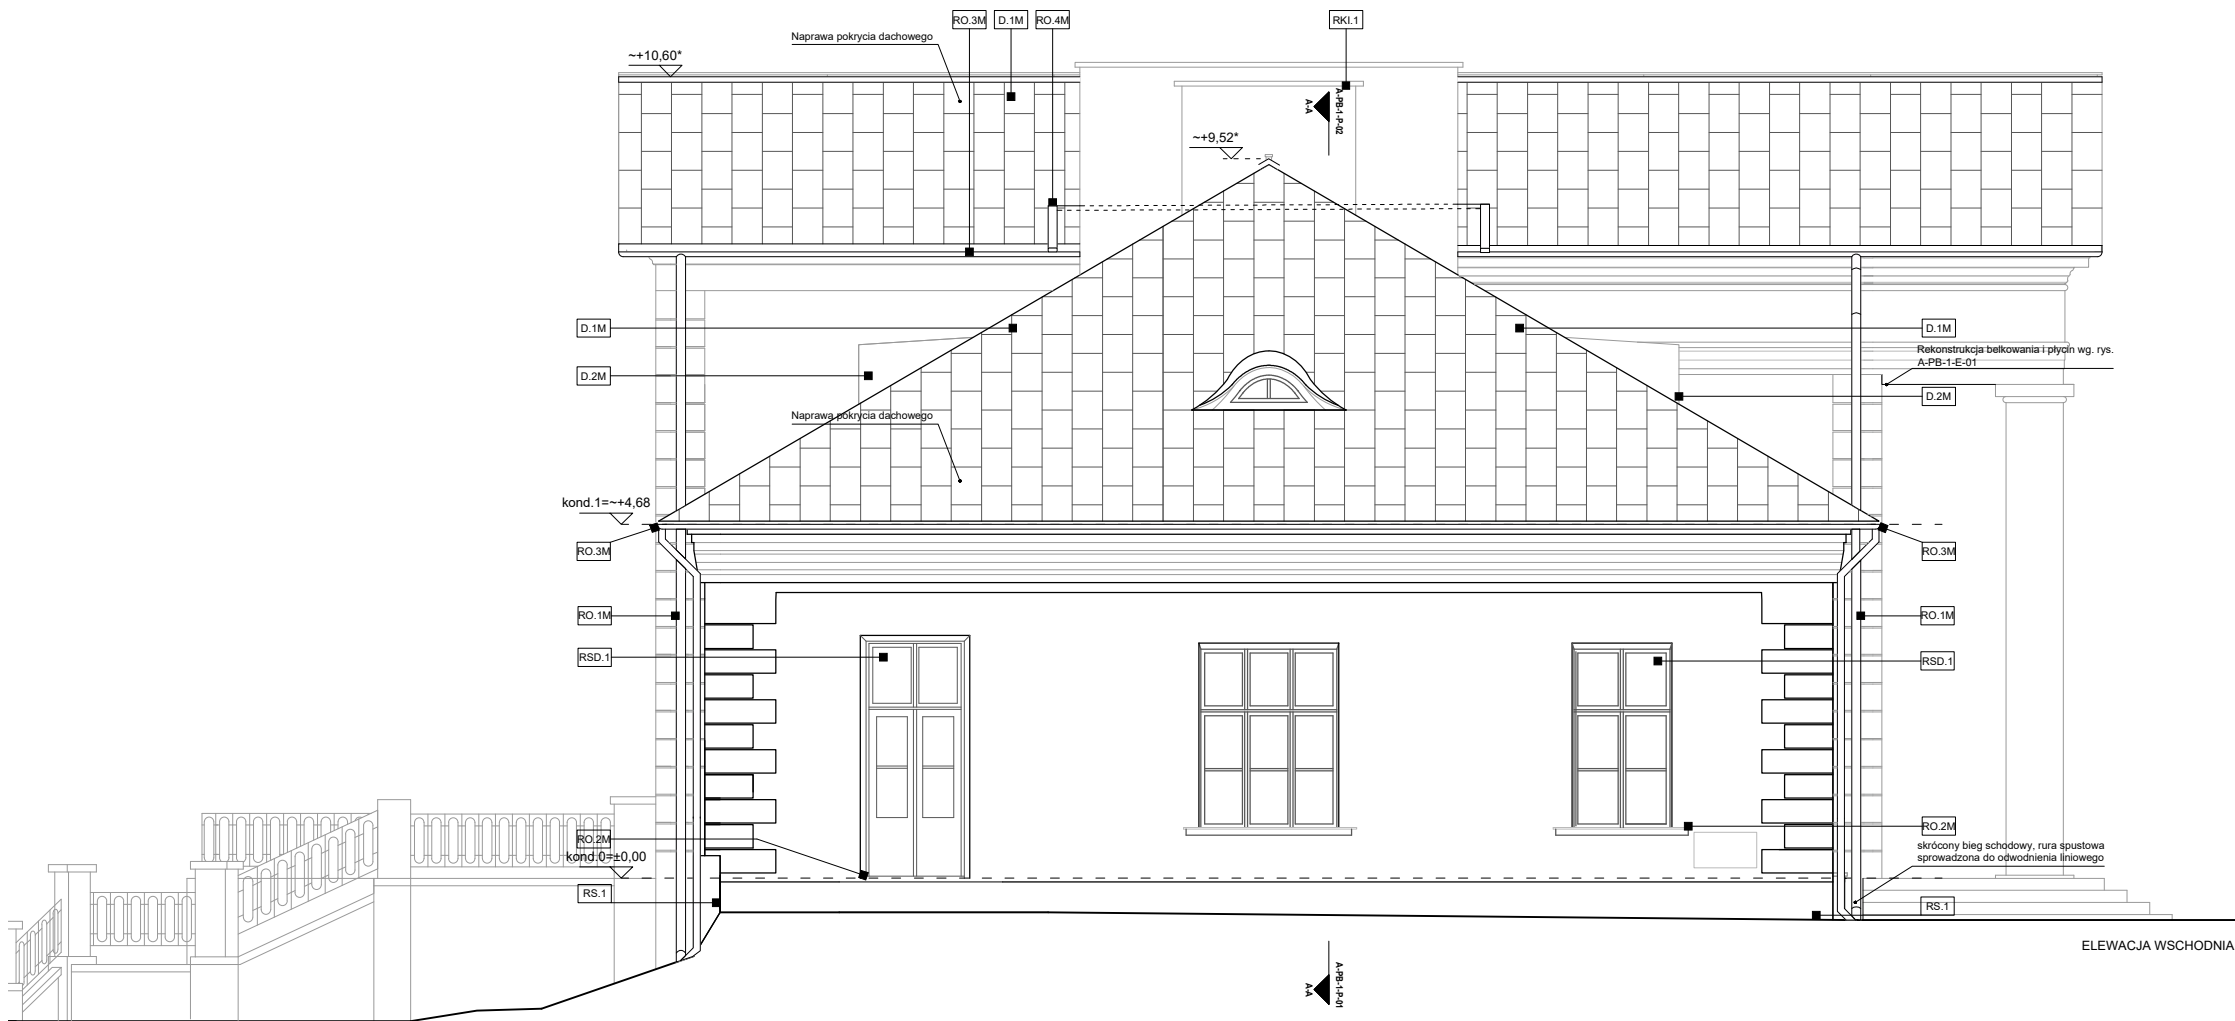 RO.3M D.1M RO.4M RKI.1
Naprawa pokrycia dachowego
~+10,60*
A-PB-1-P-02
A-A
~+9,52*
D.1M D.1M
Rekonstrukcja belkowania i płycin wg. rys.
A-PB-1-E-01
D.2M D.2M
Naprawa pokrycia dachowego
kond.1=~+4,68
RO.3M RO.3M
RO.1M RO.1M
RSD.1 RSD.1
RO.2M RO.2M
skrócony bieg schodowy, rura spustowa
sprowadzona do odwodnienia liniowego
kond.0=±0,00
RS.1 RS.1
ELEWACJA WSCHODNIA
A-PB-1-P-01
A-A